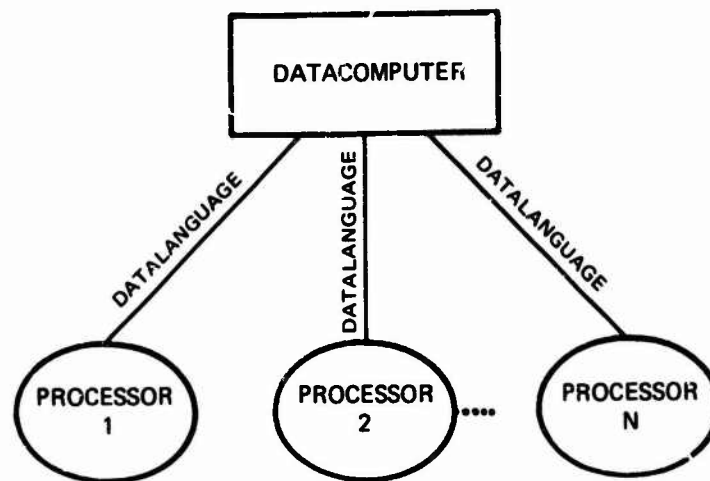 DATACOMPUTER
DATALANGUAGE
DATALANGUAGE
DATALANGUAGE
PROCESSOR
1
PROCESSOR
2
PROCESSOR
N